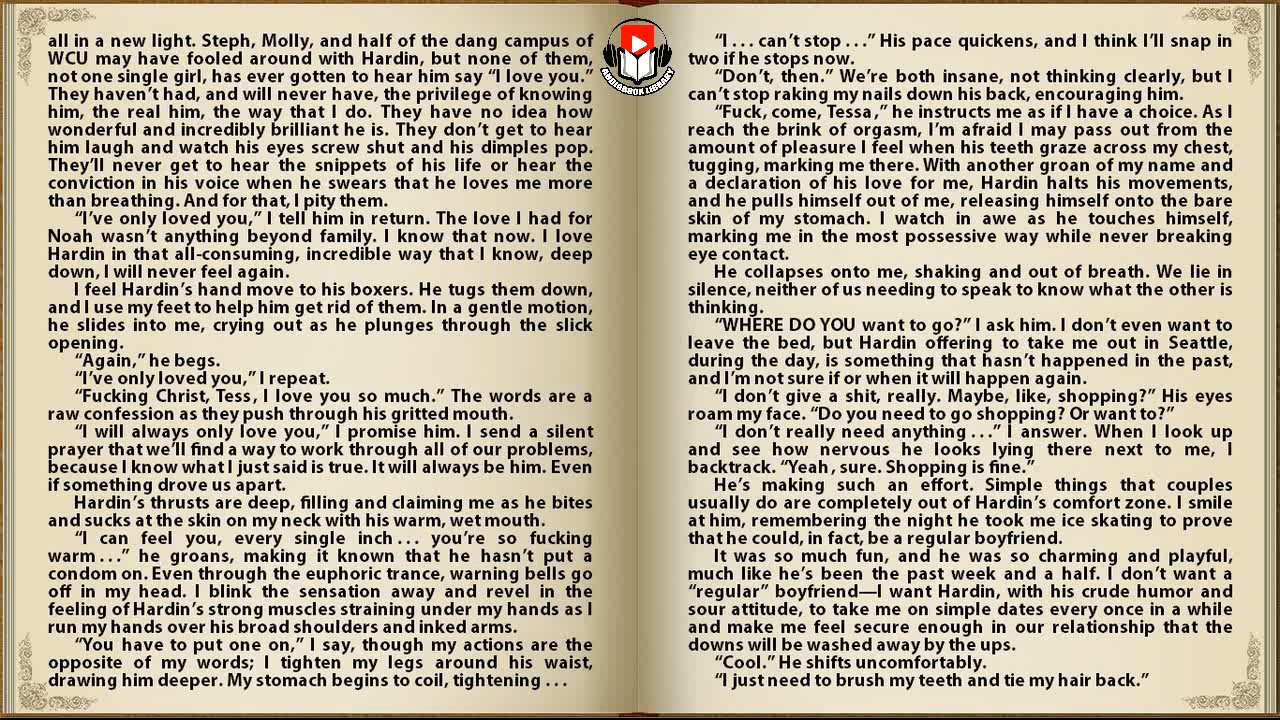 all in a new light. Steph, Molly, and half of the dang campus of
WCU may have fooled around with Hardin, but none of them,
not one single girl, has ever gotten to hear him say “I love you.”
They haven’t had, and will never have, the privilege of knowing
him, the real him, the way that I do. They have no idea how
wonderful and incredibly brilliant he is. They don’t get to hear
him laugh and watch his eyes screw shut and his dimples pop.
They’ll never get to hear the snippets of his life or hear the
conviction in his voice when he swears that he loves me more
than breathing. And for that, I pity them.
“I’ve only loved you,” I tell him in return. The love I had for
Noah wasn’t anything beyond family. I know that now. I love
Hardin in that all-consuming, incredible way that I know, deep
down, I will never feel again.
I feel Hardin’s hand move to his boxers. He tugs them down,
and I use my feet to help him get rid of them. In a gentle motion,
he slides into me, crying out as he plunges through the slick
opening.
“Again,” he begs.
“I’ve only loved you,” I repeat.
“Fucking Christ, Tess, I love you so much.” The words are a
raw confession as they push through his gritted mouth.
“I will always only love you,” I promise him. I send a silent
prayer that we’ll find a way to work through all of our problems,
because I know what I just said is true. It will always be him. Even
if something drove us apart.
Hardin’s thrusts are deep, filling and claiming me as he bites
and sucks at the skin on my neck with his warm, wet mouth.
“I can feel you, every single inch . . . you’re so fucking
warm . . .” he groans, making it known that he hasn’t put a
condom on. Even through the euphoric trance, warning bells go
off in my head. I blink the sensation away and revel in the
feeling of Hardin’s strong muscles straining under my hands as I
run my hands over his broad shoulders and inked arms.
“You have to put one on,” I say, though my actions are the
opposite of my words; I tighten my legs around his waist,
drawing him deeper. My stomach begins to coil, tightening . . .
AUDIOBOOK LIBRARY
“I . . . can’t stop . . .” His pace quickens, and I think I’ll snap in
two if he stops now.
“Don’t, then.” We’re both insane, not thinking clearly, but I
can’t stop raking my nails down his back, encouraging him.
“Fuck, come, Tessa,” he instructs me as if I have a choice. As I
reach the brink of orgasm, I’m afraid I may pass out from the
amount of pleasure I feel when his teeth graze across my chest,
tugging, marking me there. With another groan of my name and
a declaration of his love for me, Hardin halts his movements,
and he pulls himself out of me, releasing himself onto the bare
skin of my stomach. I watch in awe as he touches himself,
marking me in the most possessive way while never breaking
eye contact.
He collapses onto me, shaking and out of breath. We lie in
silence, neither of us needing to speak to know what the other is
thinking.
“WHERE DO YOU want to go?” I ask him. I don’t even want to
leave the bed, but Hardin offering to take me out in Seattle,
during the day, is something that hasn’t happened in the past,
and I’m not sure if or when it will happen again.
“I don’t give a shit, really. Maybe, like, shopping?” His eyes
roam my face. “Do you need to go shopping? Or want to?”
“I don’t really need anything . . .” I answer. When I look up
and see how nervous he looks lying there next to me, I
backtrack. “Yeah, sure. Shopping is fine.”
He’s making such an effort. Simple things that couples
usually do are completely out of Hardin’s comfort zone. I smile
at him, remembering the night he took me ice skating to prove
that he could, in fact, be a regular boyfriend.
It was so much fun, and he was so charming and playful,
much like he’s been the past week and a half. I don’t want a
“regular” boyfriend—I want Hardin, with his crude humor and
sour attitude, to take me on simple dates every once in a while
and make me feel secure enough in our relationship that the
downs will be washed away by the ups.
“Cool.” He shifts uncomfortably.
“I just need to brush my teeth and tie my hair back.”